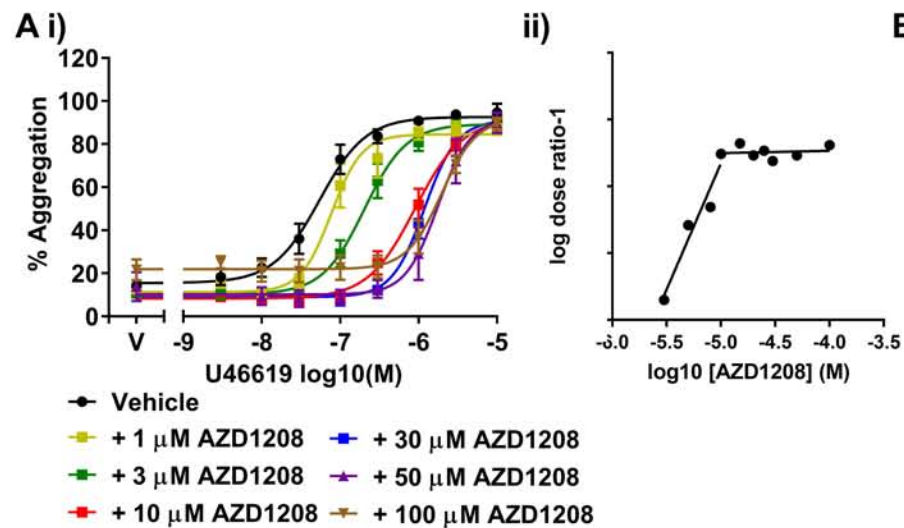 A i)
ii)
E
120
100
80
60
40
20
0
% Aggregation
V
-9
-8
-7
-6
-5
U46619 log10(M)
log dose ratio-1
-6.0
-5.5
-5.0
-4.5
-4.0
-3.5
log10 [AZD1208] (M)
Vehicle
+ 1 μM AZD1208
+ 30 μM AZD1208
+ 3 μM AZD1208
+ 50 μM AZD1208
+ 10 μM AZD1208
+ 100 μM AZD1208